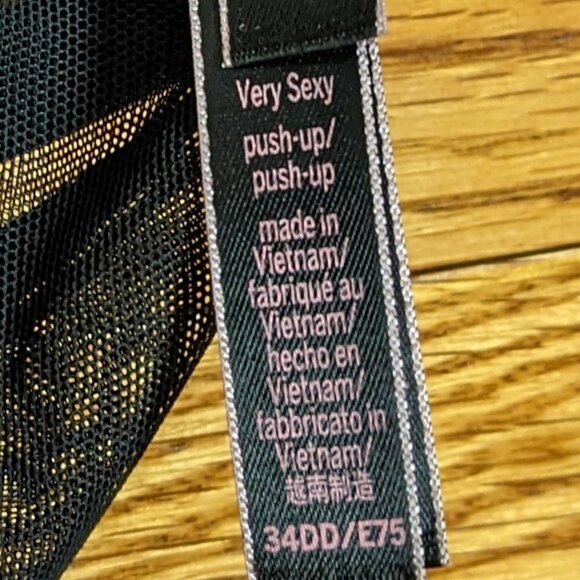 Very Sexy
push-up/
push-up
made in
Vietnam/
fabriqué au
Vietnam/
hecho en
Vietnam/
fabbricato in
Vietnam/
越南制造
34DD/E75